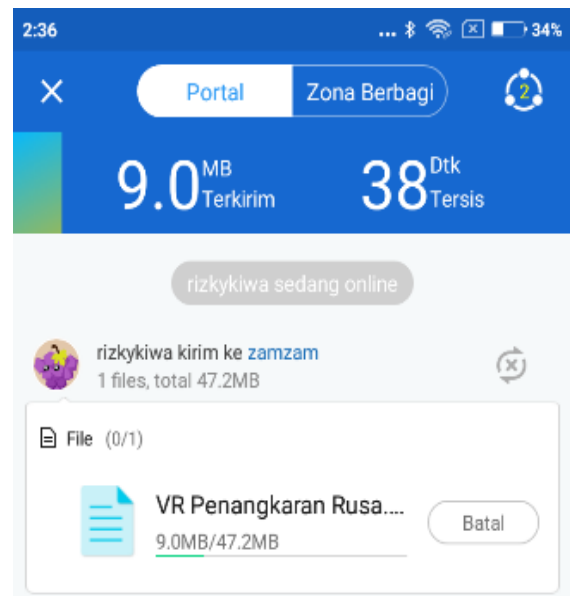 2:36 ... 34%
Portal Zona Berbagi 2
9.0 MB Terkirim 38 Dtk Tersis
rizkykiwa sedang online
rizkykiwa kirim ke zamzam
1 files, total 47.2MB
File (0/1)
VR Penangkaran Rusa....
9.0MB/47.2MB
Batal